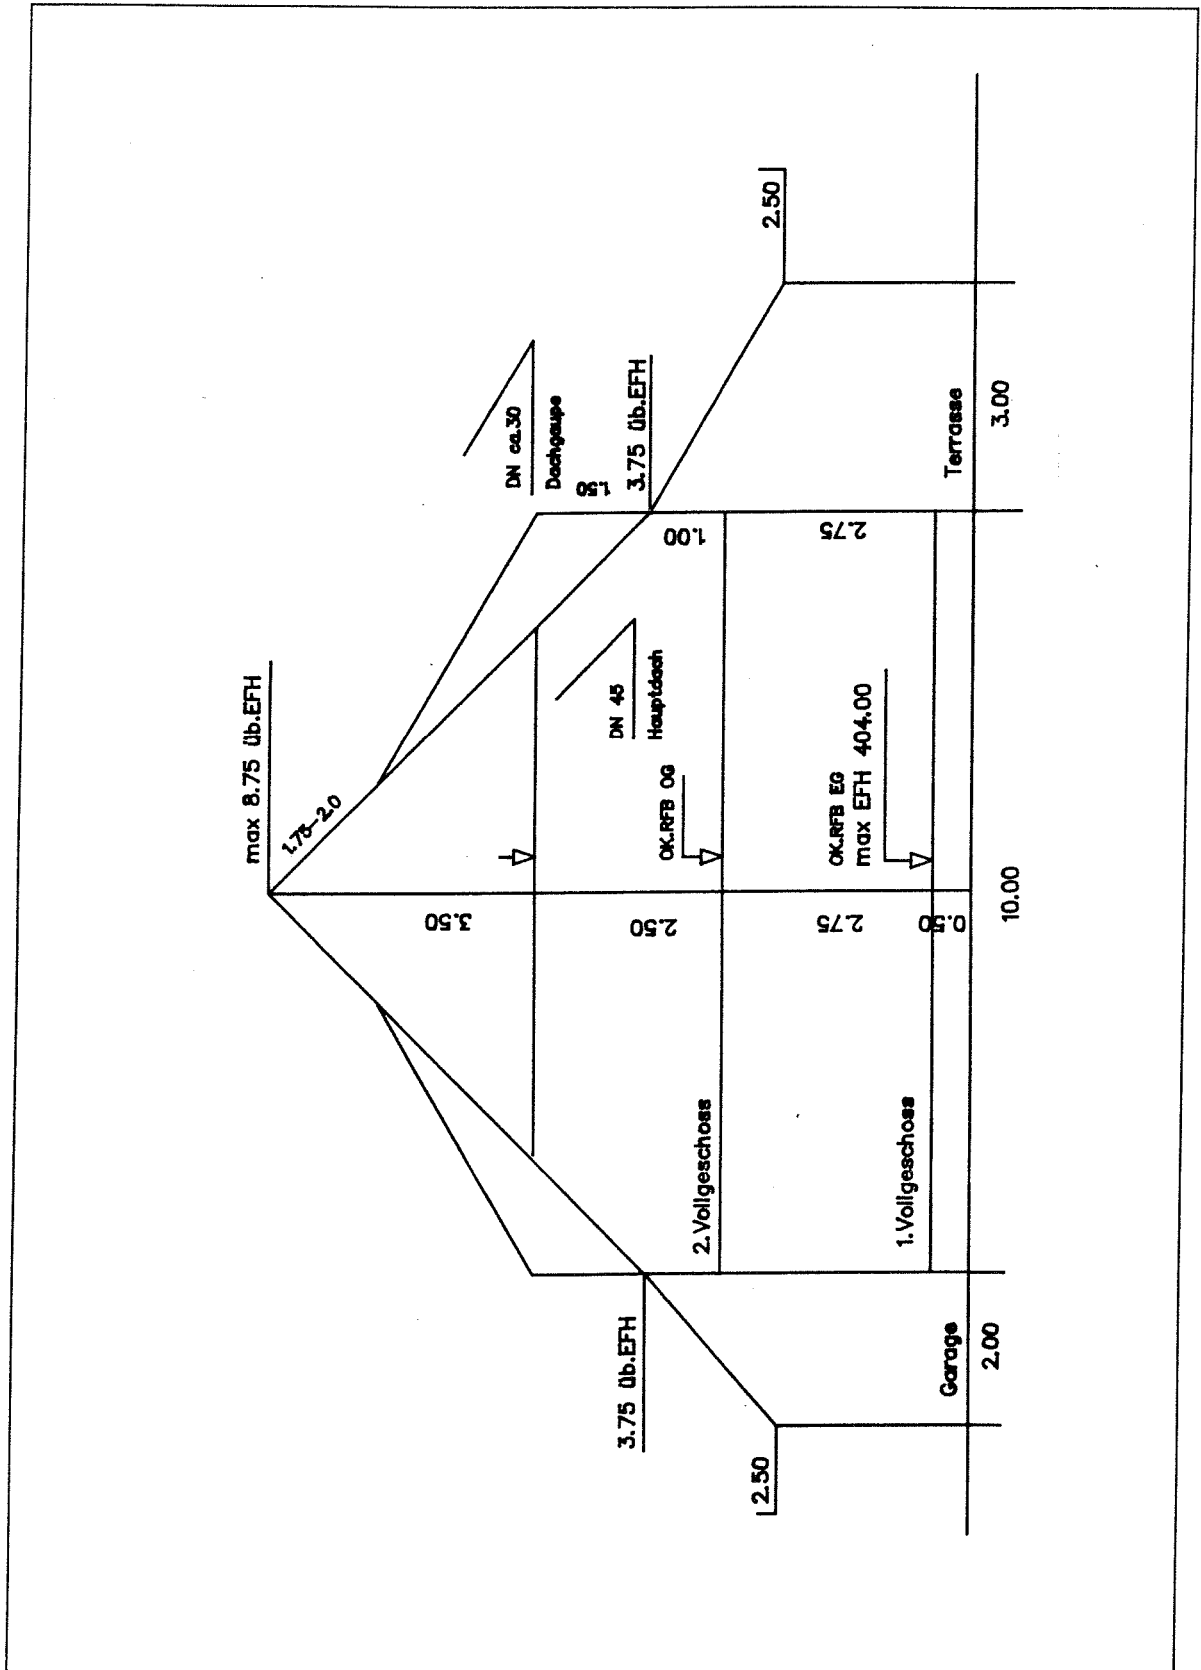 max 8.75 üb.EFH
1.75-2.0
DN ca.30
Dachgaupe
1.50
3.75 üb.EFH
2.50
3.50
DN 45
Hauptdach
1.00
OK.RFB OG
2.50
2.75
2.Vollgeschoss
OK.RFB EG
max EFH 404.00
2.75
0.50
1.Vollgeschoss
3.75 üb.EFH
2.50
Garage
2.00
10.00
Terrasse
3.00